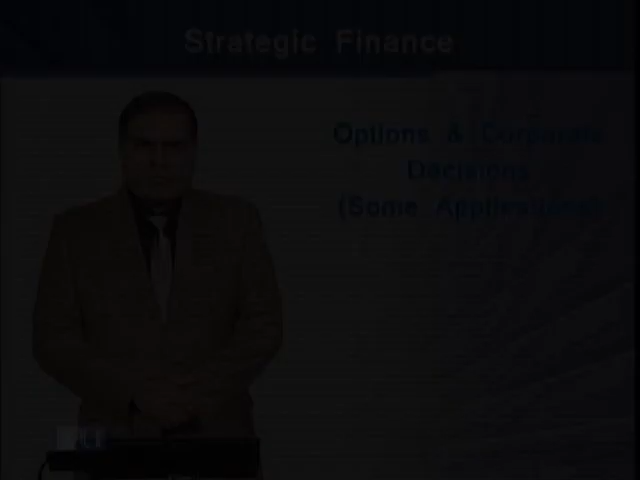 Strategic Finance
Options & Corporate
Decisions
(Some Applications)